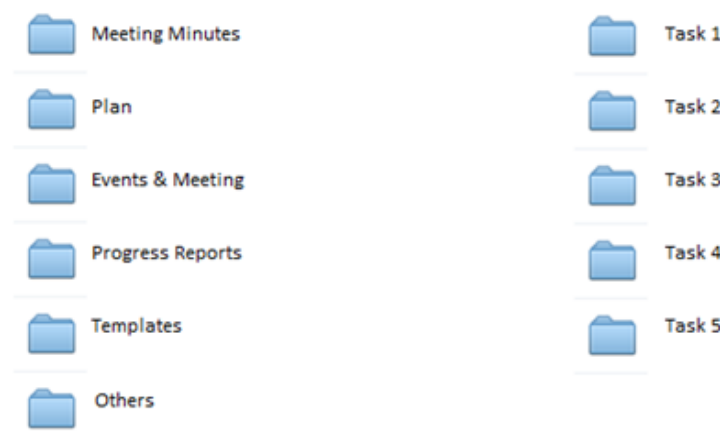 Meeting Minutes
Plan
Events & Meeting
Progress Reports
Templates
Others
Task 1
Task 2
Task 3
Task 4
Task 5